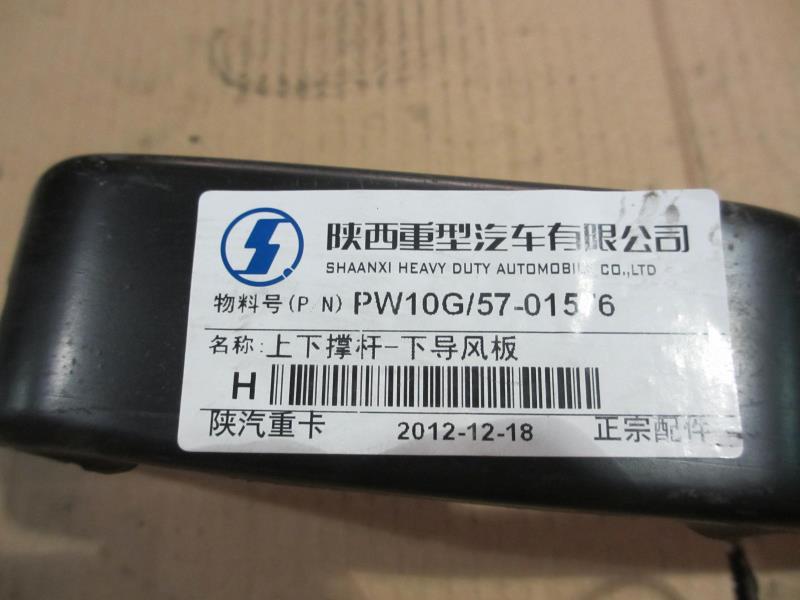 陕西重型汽车有限公司
SHAANXI HEAVY DUTY AUTOMOBILE CO.,LTD
物料号(P N)
名称:上下撑杆-下导风板
H
陕汽重卡 2012-12-18 正宗配件